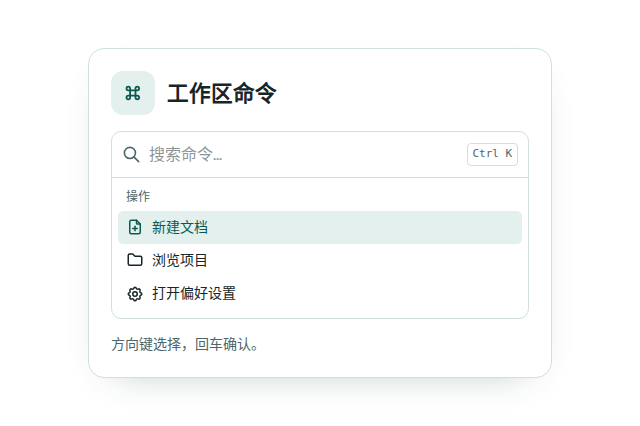 工作区命令
搜索命令…
Ctrl K
操作
新建文档
浏览项目
打开偏好设置
方向键选择，回车确认。